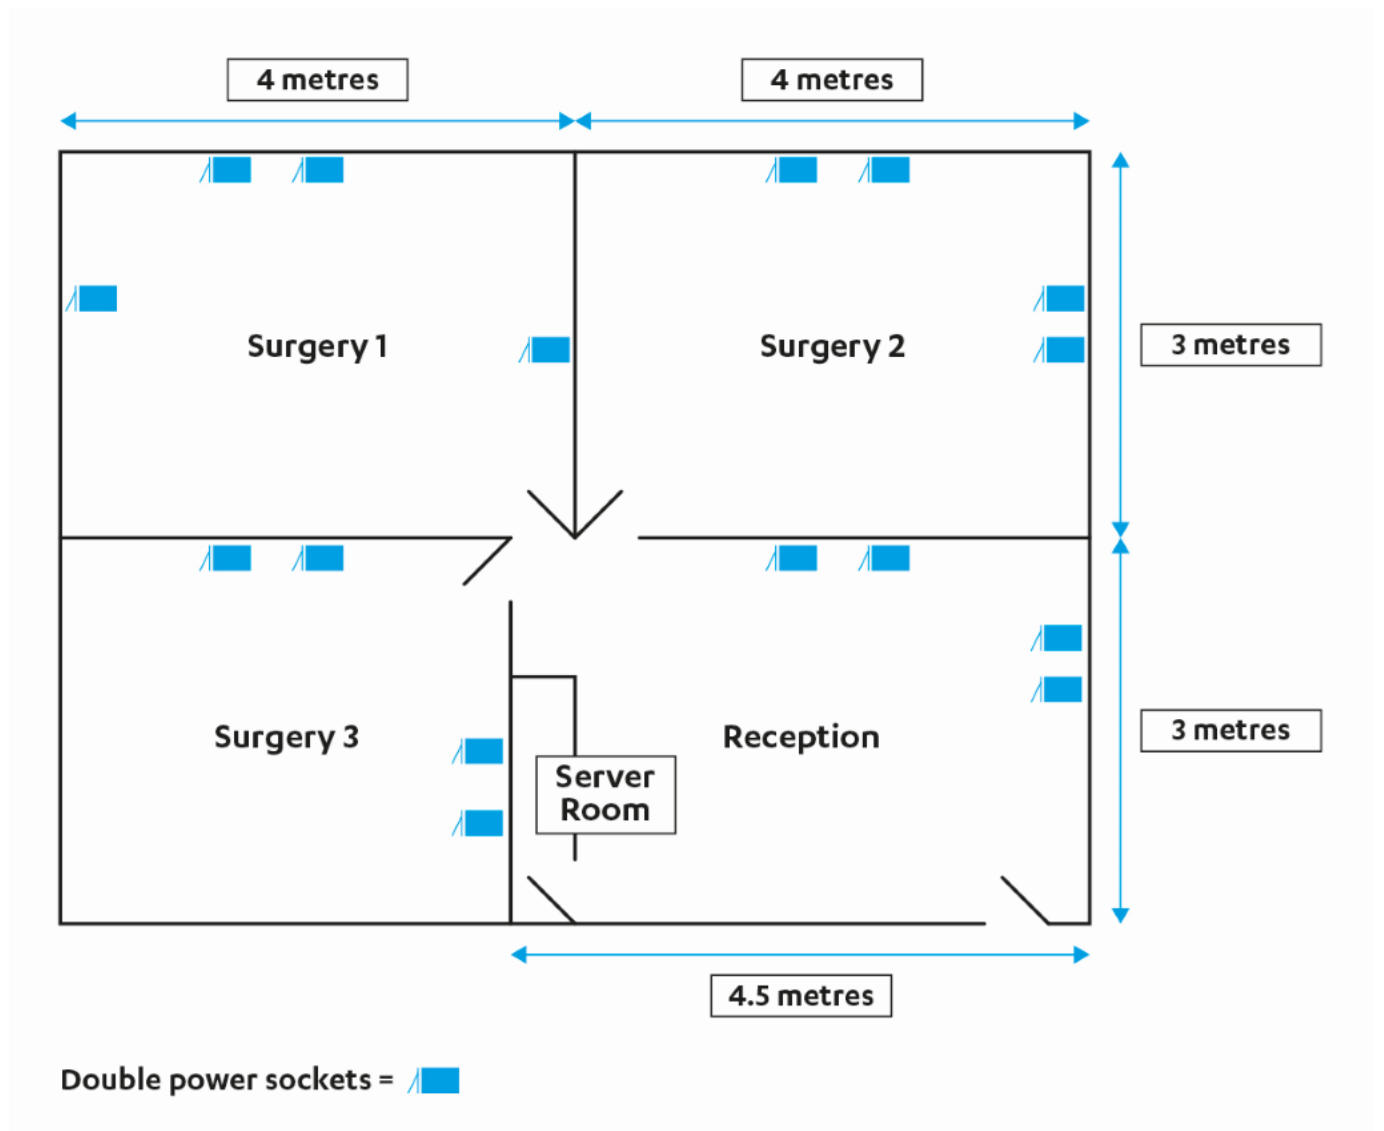 4 metres
4 metres
Surgery 1
Surgery 2
3 metres
Surgery 3
Reception
3 metres
Server
Room
4.5 metres
Double power sockets =